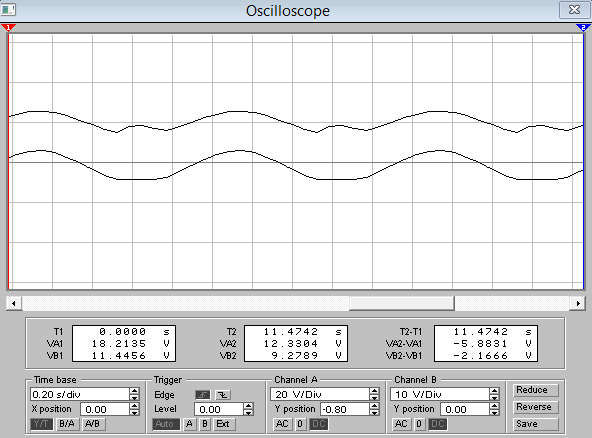 Oscilloscope
1 2
T1 0.0000 s T2 11.4742 s T2-T1 11.4742 s
VA1 18.2135 V VA2 12.3304 V VA2-VA1 -5.8831 V
VB1 11.4456 V VB2 9.2789 V VB2-VB1 -2.1666 V
Time base Trigger Channel A Channel B Reduce
0.20 s/div Edge 20 V/Div 10 V/Div
X position 0.00 Level 0.00 Y position -0.80 Y position 0.00 Reverse
Y/T B/A A/B Auto A B Ext AC 0 DC AC 0 DC Save